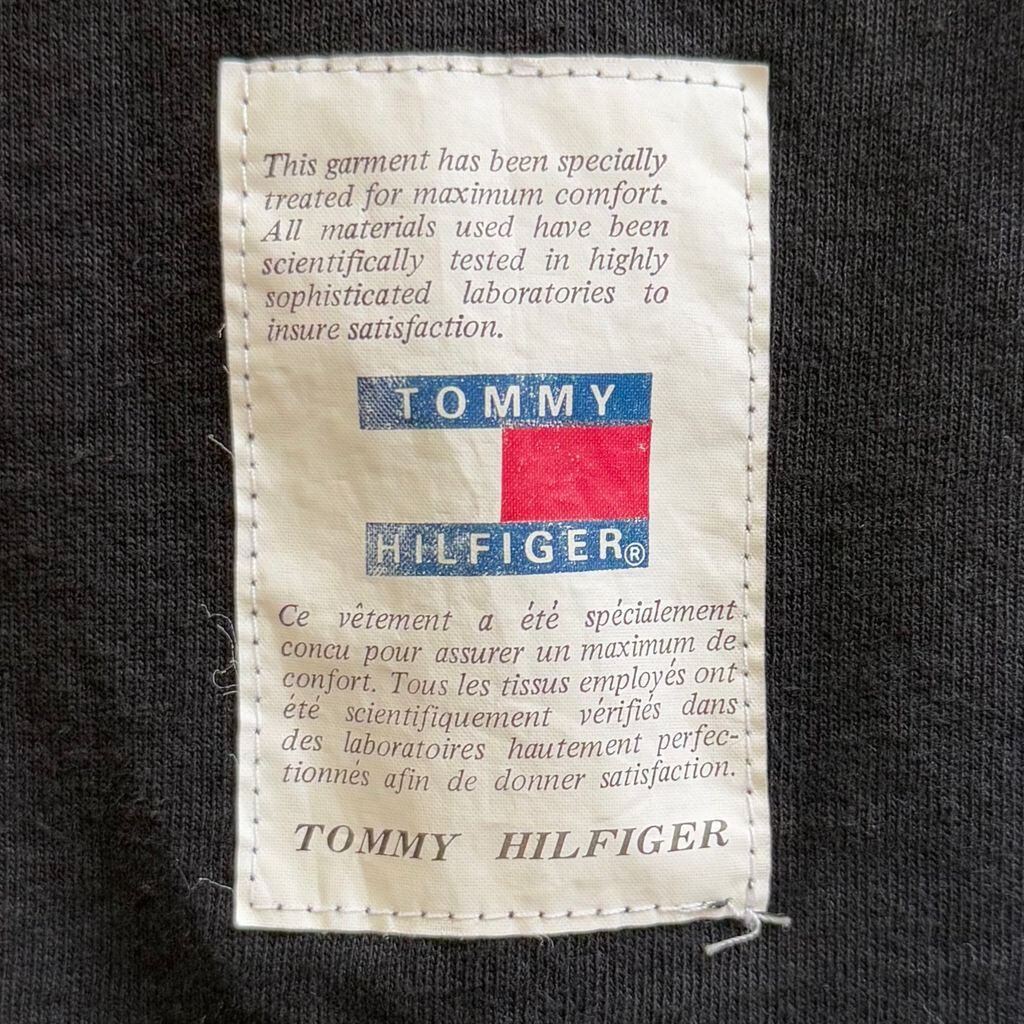 This garment has been specially
treated for maximum comfort.
All materials used have been
scientifically tested in highly
sophisticated laboratories to
insure satisfaction.
TOMMY
HILFIGER®
Ce vêtement a été spécialement
concu pour assurer un maximum de
confort. Tous les tissus employés ont
été scientifiquement vérifiés dans
des laboratoires hautement perfec-
tionnés afin de donner satisfaction.
TOMMY HILFIGER